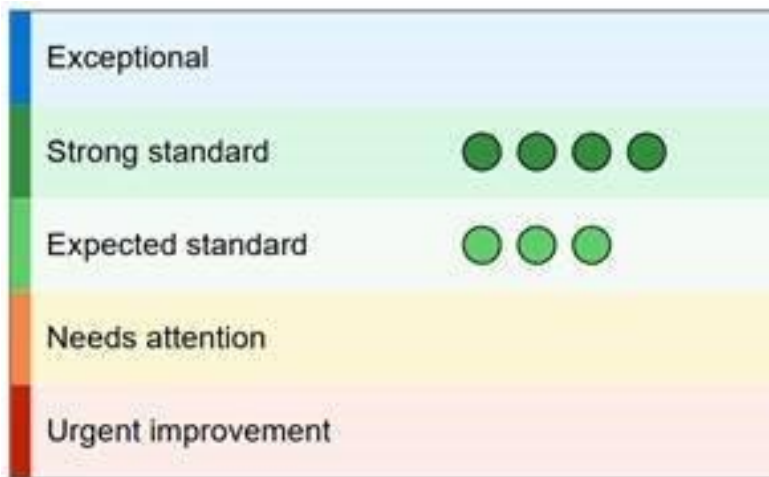 Exceptional
Strong standard
Expected standard
Needs attention
Urgent improvement